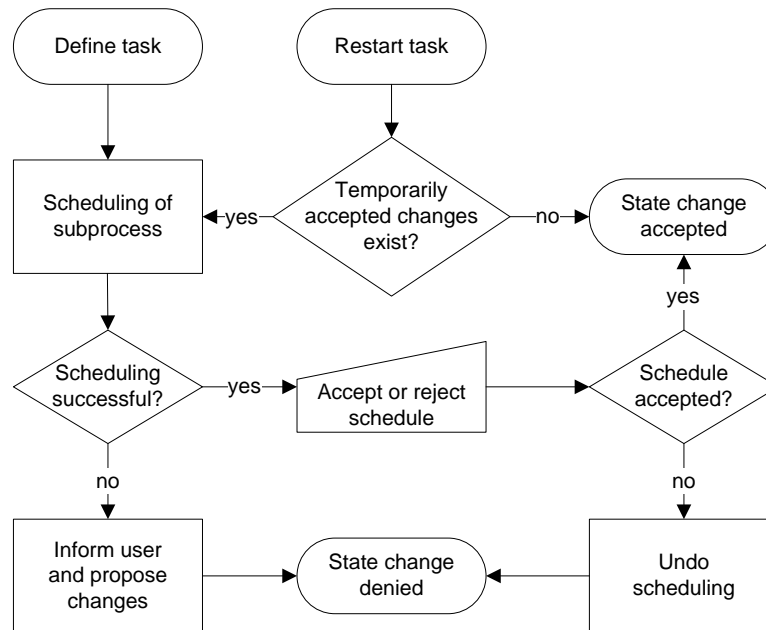 Define task
Restart task
Scheduling of
subprocess
yes
Temporarily
accepted changes
exist?
no
State change
accepted
yes
Scheduling
successful?
yes
Accept or reject
schedule
Schedule
accepted?
no
no
Inform user
and propose
changes
State change
denied
Undo
scheduling